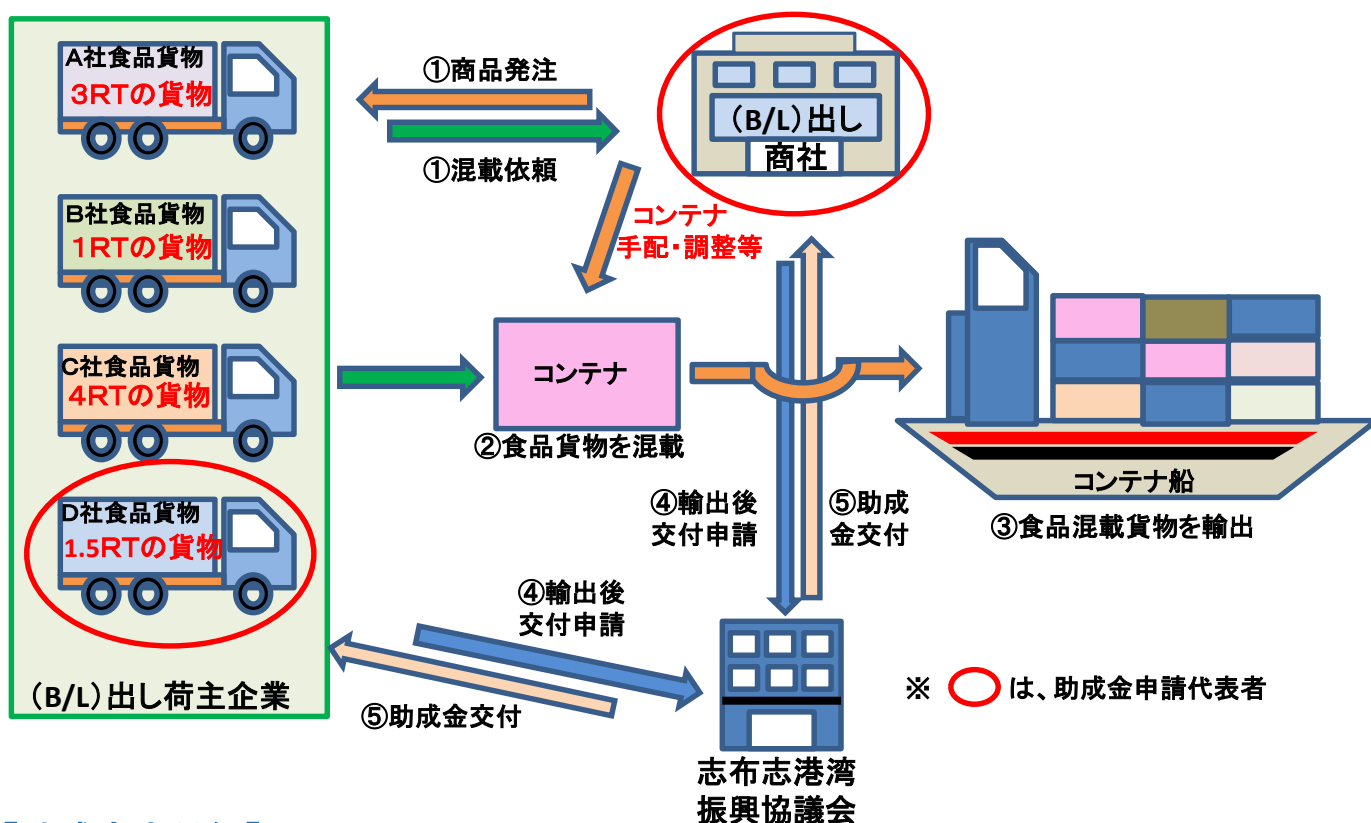 A社食品貨物
3RTの貨物
B社食品貨物
1RTの貨物
C社食品貨物
4RTの貨物
D社食品貨物
1.5RTの貨物
(B/L)出し荷主企業
①商品発注
①混載依頼
(B/L)出し
商社
コンテナ
手配・調整等
コンテナ
②食品貨物を混載
コンテナ船
③食品混載貨物を輸出
④輸出後
交付申請
⑤助成
金交付
④輸出後
交付申請
⑤助成金交付
志布志港湾
振興協議会
※ は、助成金申請代表者